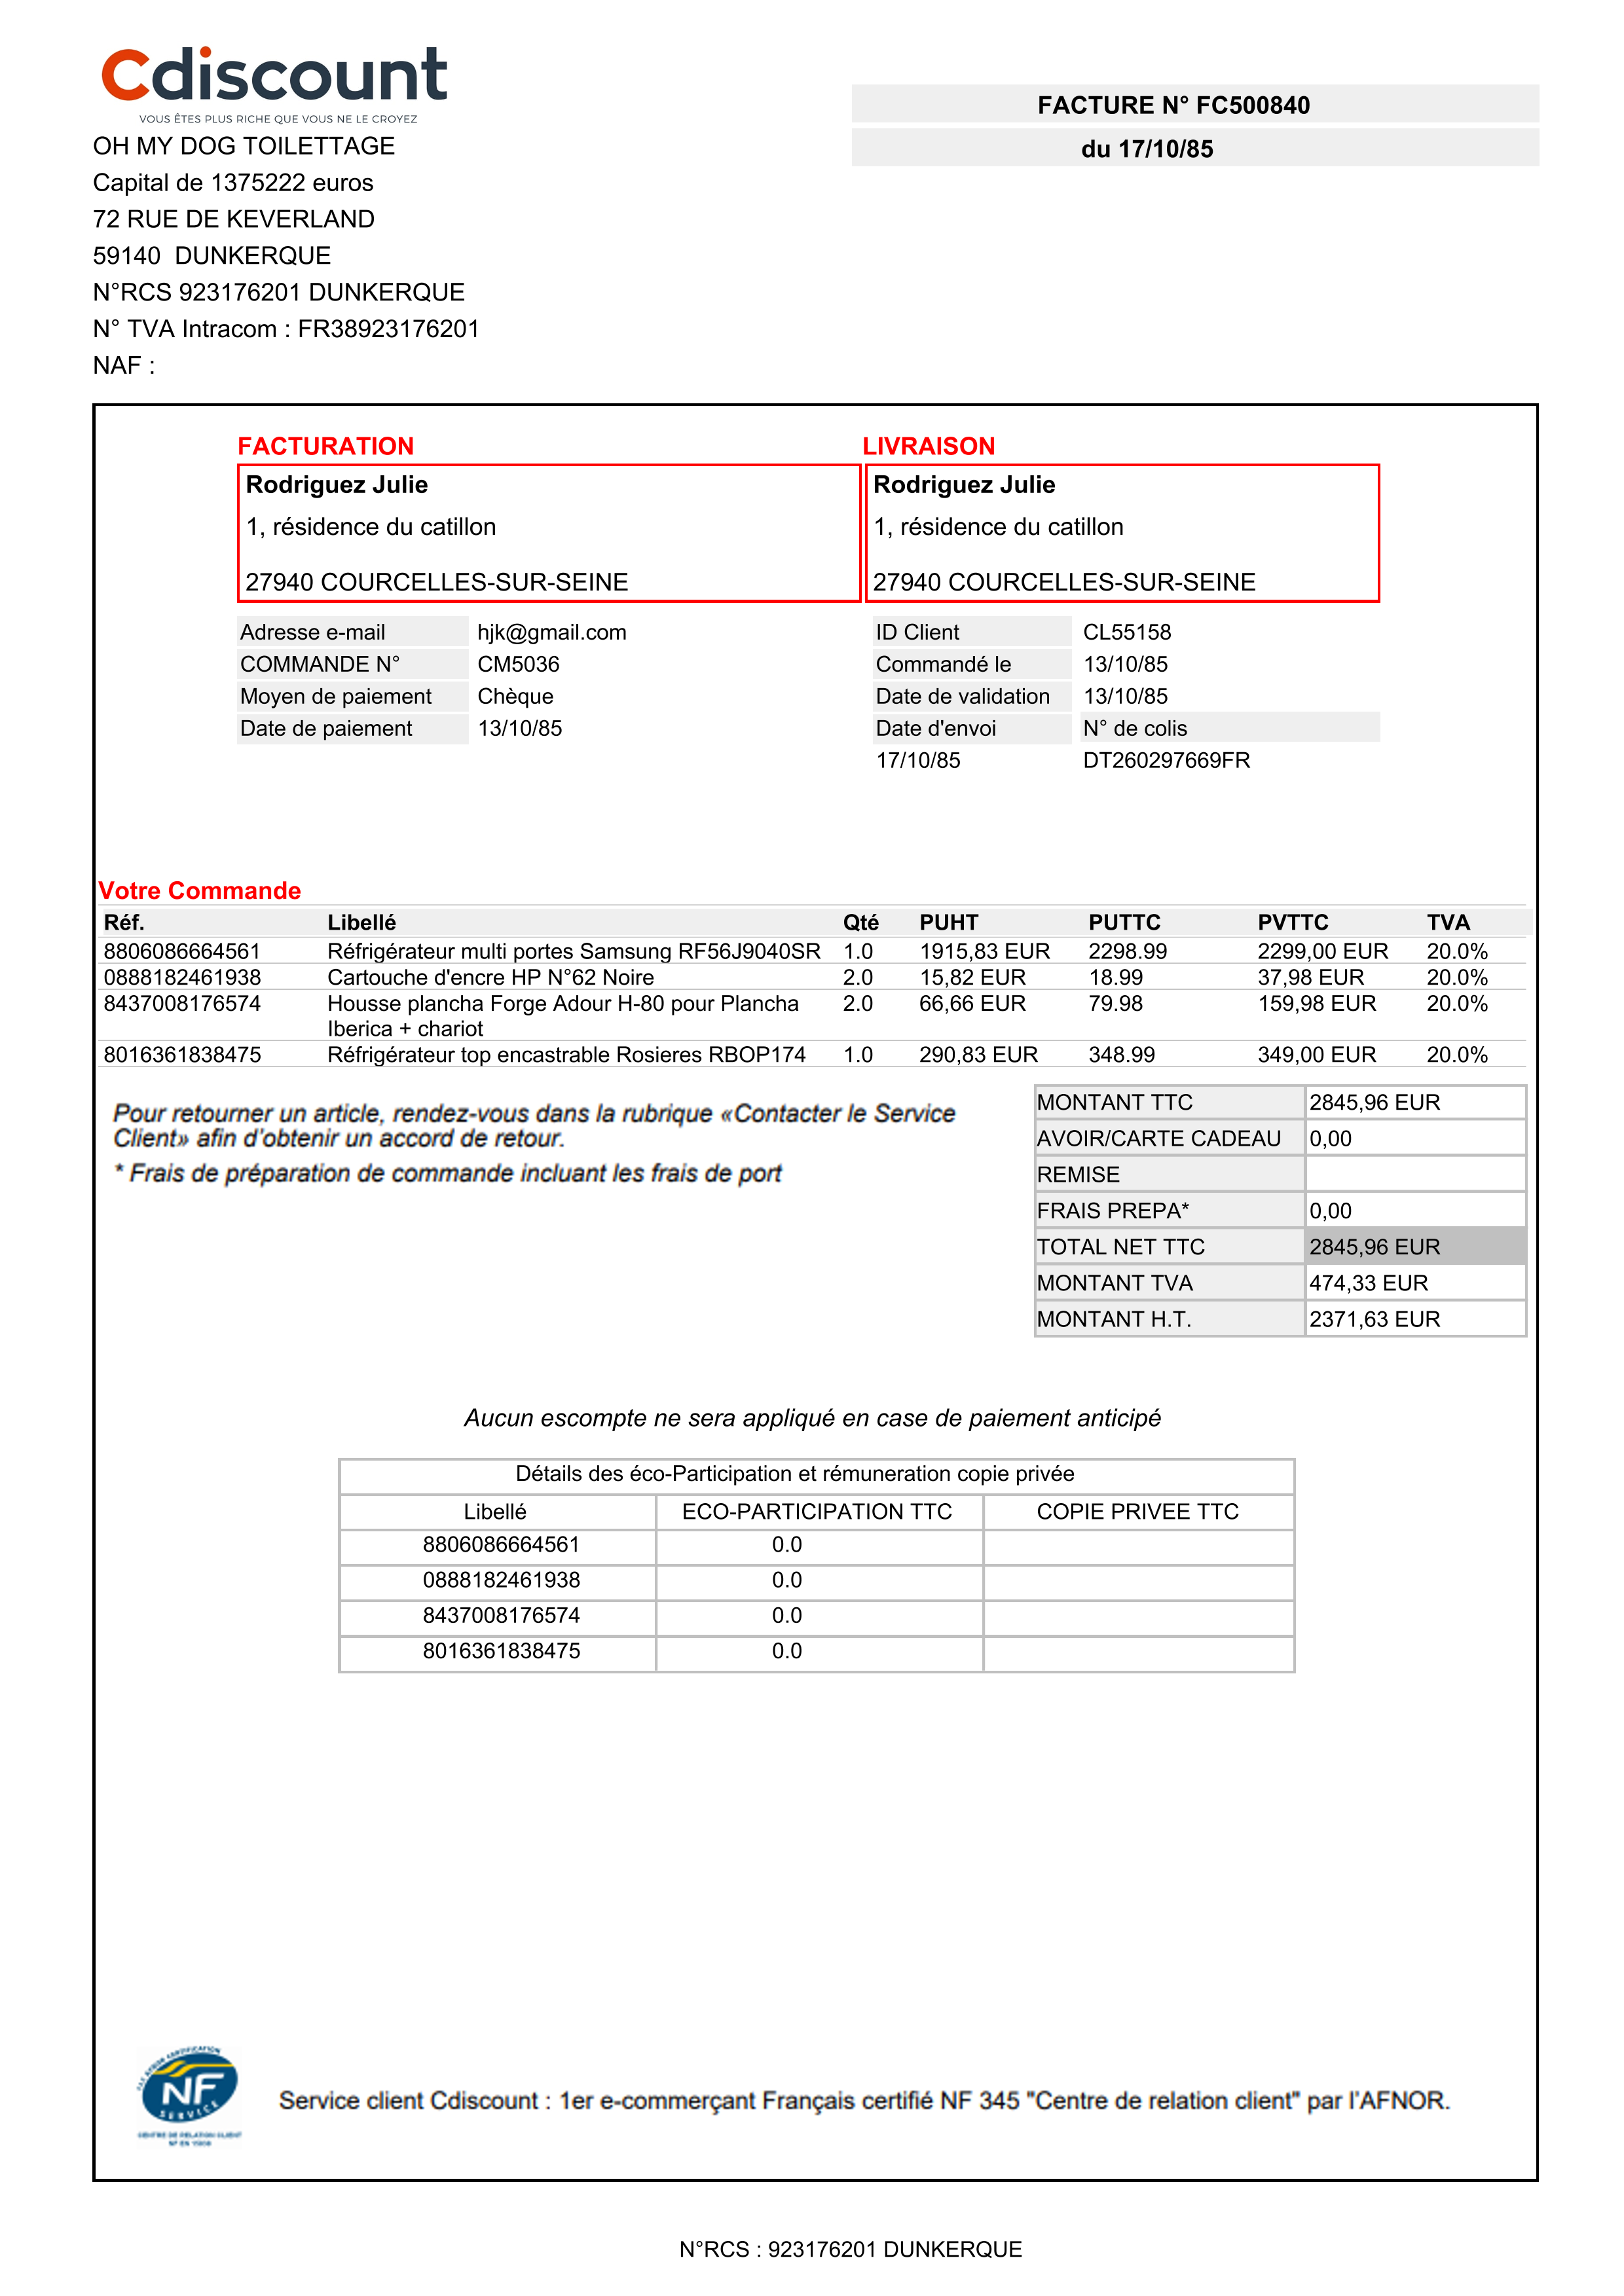 Cdiscount
VOUS ÊTES PLUS RICHE QUE VOUS NE LE CROYEZ
FACTURE N° FC500840
du 17/10/85
OH MY DOG TOILETTAGE
Capital de 1375222 euros
72 RUE DE KEVERLAND
59140 DUNKERQUE
N°RCS 923176201 DUNKERQUE
N° TVA Intracom : FR38923176201
NAF :
FACTURATION
Rodriguez Julie
1, résidence du catillon
27940 COURCELLES-SUR-SEINE
LIVRAISON
Rodriguez Julie
1, résidence du catillon
27940 COURCELLES-SUR-SEINE
Adresse e-mail hjk@gmail.com
COMMANDE N° CM5036
Moyen de paiement Chèque
Date de paiement 13/10/85
ID Client CL55158
Commandé le 13/10/85
Date de validation 13/10/85
Date d'envoi N° de colis
17/10/85 DT260297669FR
Votre Commande
Réf. Libellé Qté PUHT PUTTC PVTTC TVA
8806086664561 Réfrigérateur multi portes Samsung RF56J9040SR 1.0 1915,83 EUR 2298.99 2299,00 EUR 20.0%
0888182461938 Cartouche d'encre HP N°62 Noire 2.0 15,82 EUR 18.99 37,98 EUR 20.0%
8437008176574 Housse plancha Forge Adour H-80 pour Plancha 2.0 66,66 EUR 79.98 159,98 EUR 20.0%
Iberica + chariot
8016361838475 Réfrigérateur top encastrable Rosieres RBOP174 1.0 290,83 EUR 348.99 349,00 EUR 20.0%
Pour retourner un article, rendez-vous dans la rubrique «Contacter le Service
Client» afin d'obtenir un accord de retour.
* Frais de préparation de commande incluant les frais de port
MONTANT TTC 2845,96 EUR
AVOIR/CARTE CADEAU 0,00
REMISE
FRAIS PREPA* 0,00
TOTAL NET TTC 2845,96 EUR
MONTANT TVA 474,33 EUR
MONTANT H.T. 2371,63 EUR
Aucun escompte ne sera appliqué en case de paiement anticipé
Détails des éco-Participation et rémuneration copie privée
Libellé ECO-PARTICIPATION TTC COPIE PRIVEE TTC
8806086664561 0.0
0888182461938 0.0
8437008176574 0.0
8016361838475 0.0
NF
SERVICE
CENTRE DE RELATION CLIENT
Service client Cdiscount : 1er e-commerçant Français certifié NF 345 "Centre de relation client" par l'AFNOR.
N°RCS : 923176201 DUNKERQUE